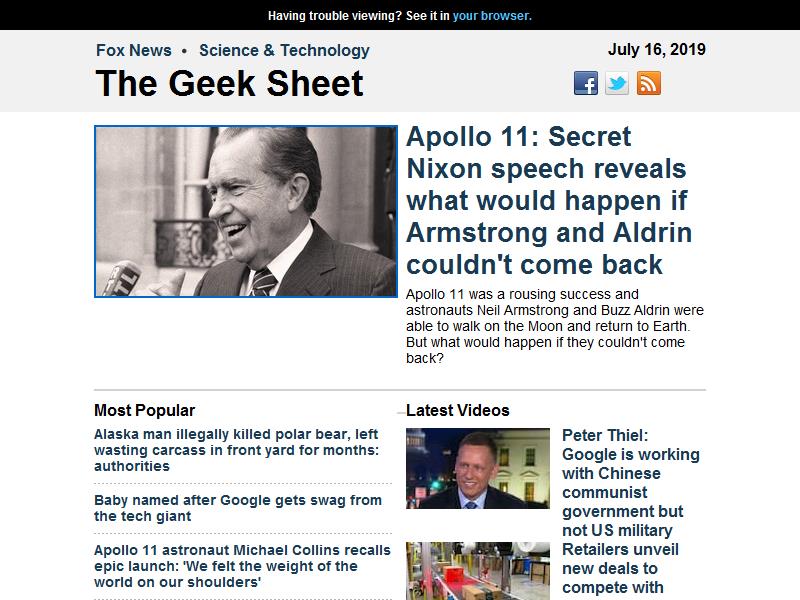 Having trouble viewing? See it in your browser.
Fox News • Science & Technology
July 16, 2019
The Geek Sheet
Apollo 11: Secret
Nixon speech reveals
what would happen if
Armstrong and Aldrin
couldn't come back
Apollo 11 was a rousing success and
astronauts Neil Armstrong and Buzz Aldrin were
able to walk on the Moon and return to Earth.
But what would happen if they couldn't come
back?
RTL
Most Popular
Alaska man illegally killed polar bear, left
wasting carcass in front yard for months:
authorities
Baby named after Google gets swag from
the tech giant
Apollo 11 astronaut Michael Collins recalls
epic launch: 'We felt the weight of the
world on our shoulders'
Latest Videos
Peter Thiel:
Google is working
with Chinese
communist
government but
not US military
Retailers unveil
new deals to
compete with